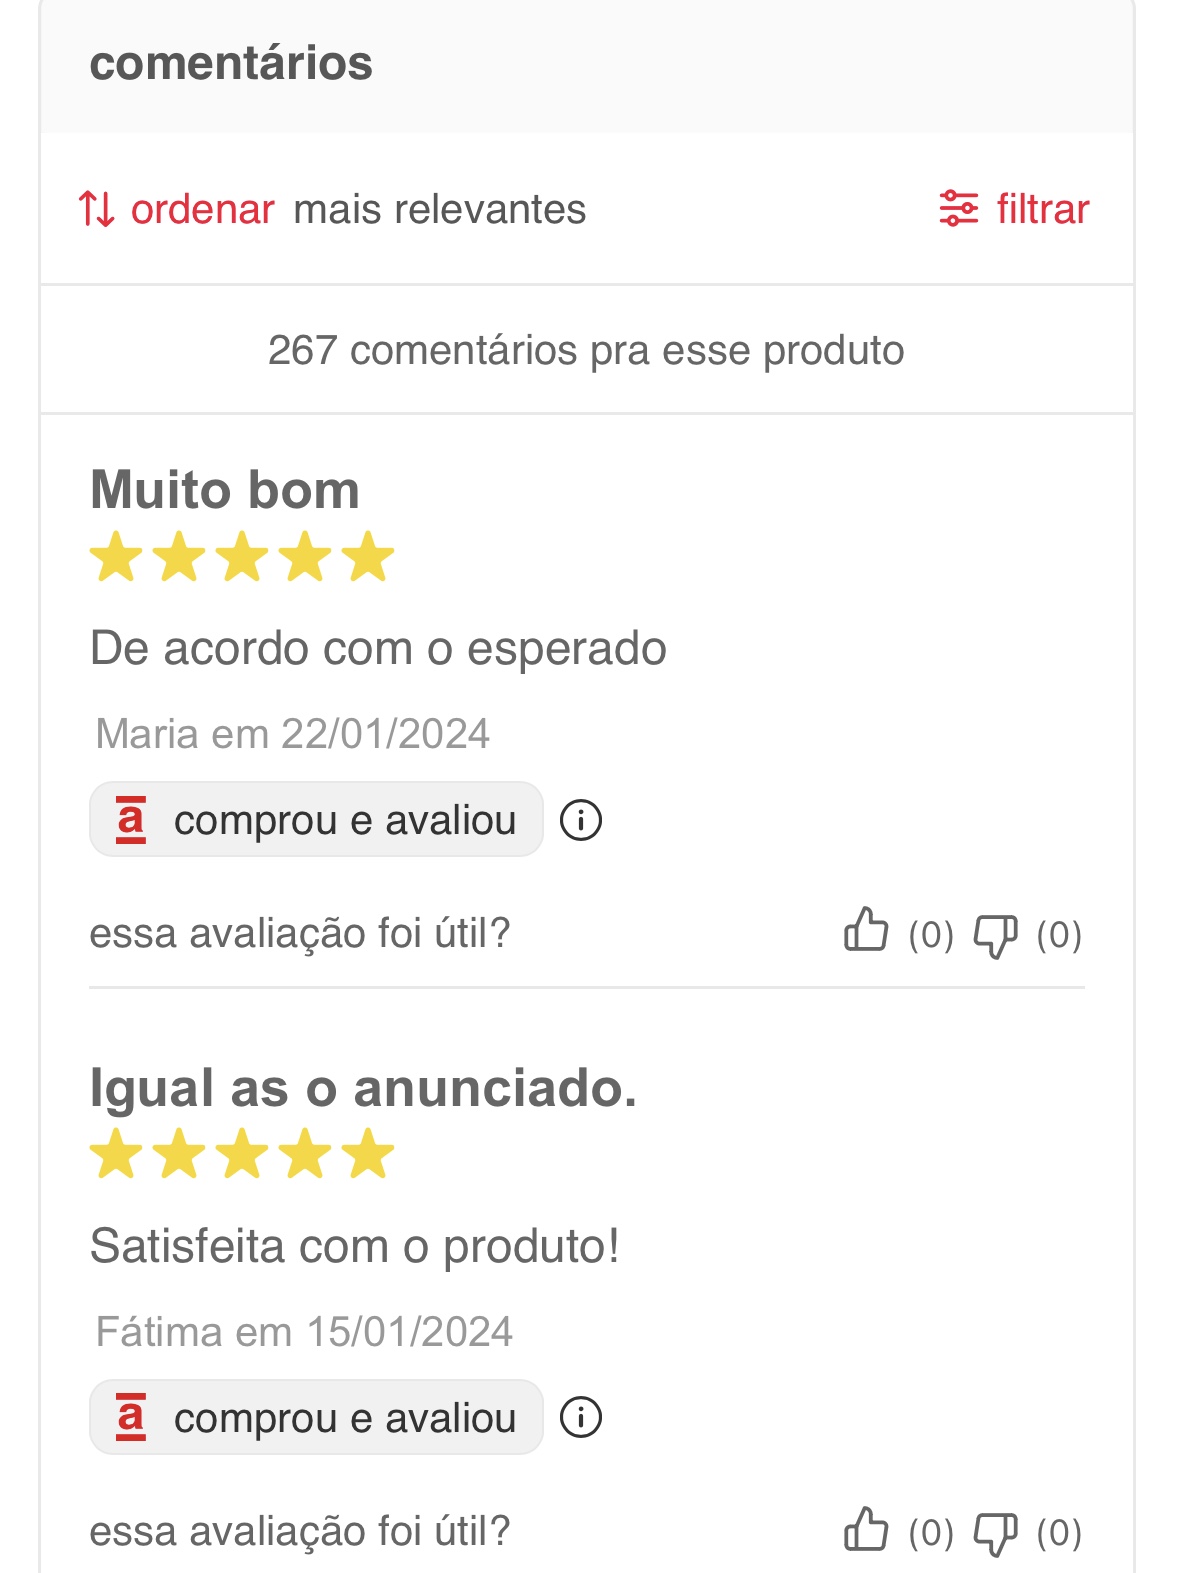 comentários
ordenar mais relevantes
filtrar
267 comentários pra esse produto
Muito bom
De acordo com o esperado
Maria em 22/01/2024
a comprou e avaliou
essa avaliação foi útil?
(0) (0)
Igual as o anunciado.
Satisfeita com o produto!
Fátima em 15/01/2024
a comprou e avaliou
essa avaliação foi útil?
(0) (0)